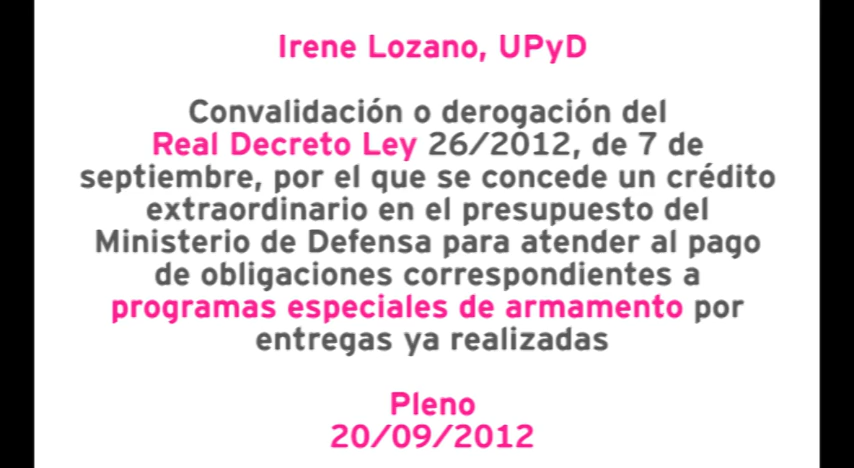 Irene Lozano, UPyD
Convalidación o derogación del
Real Decreto Ley 26/2012, de 7 de
septiembre, por el que se concede un crédito
extraordinario en el presupuesto del
Ministerio de Defensa para atender al pago
de obligaciones correspondientes a
programas especiales de armamento por
entregas ya realizadas
Pleno
20/09/2012